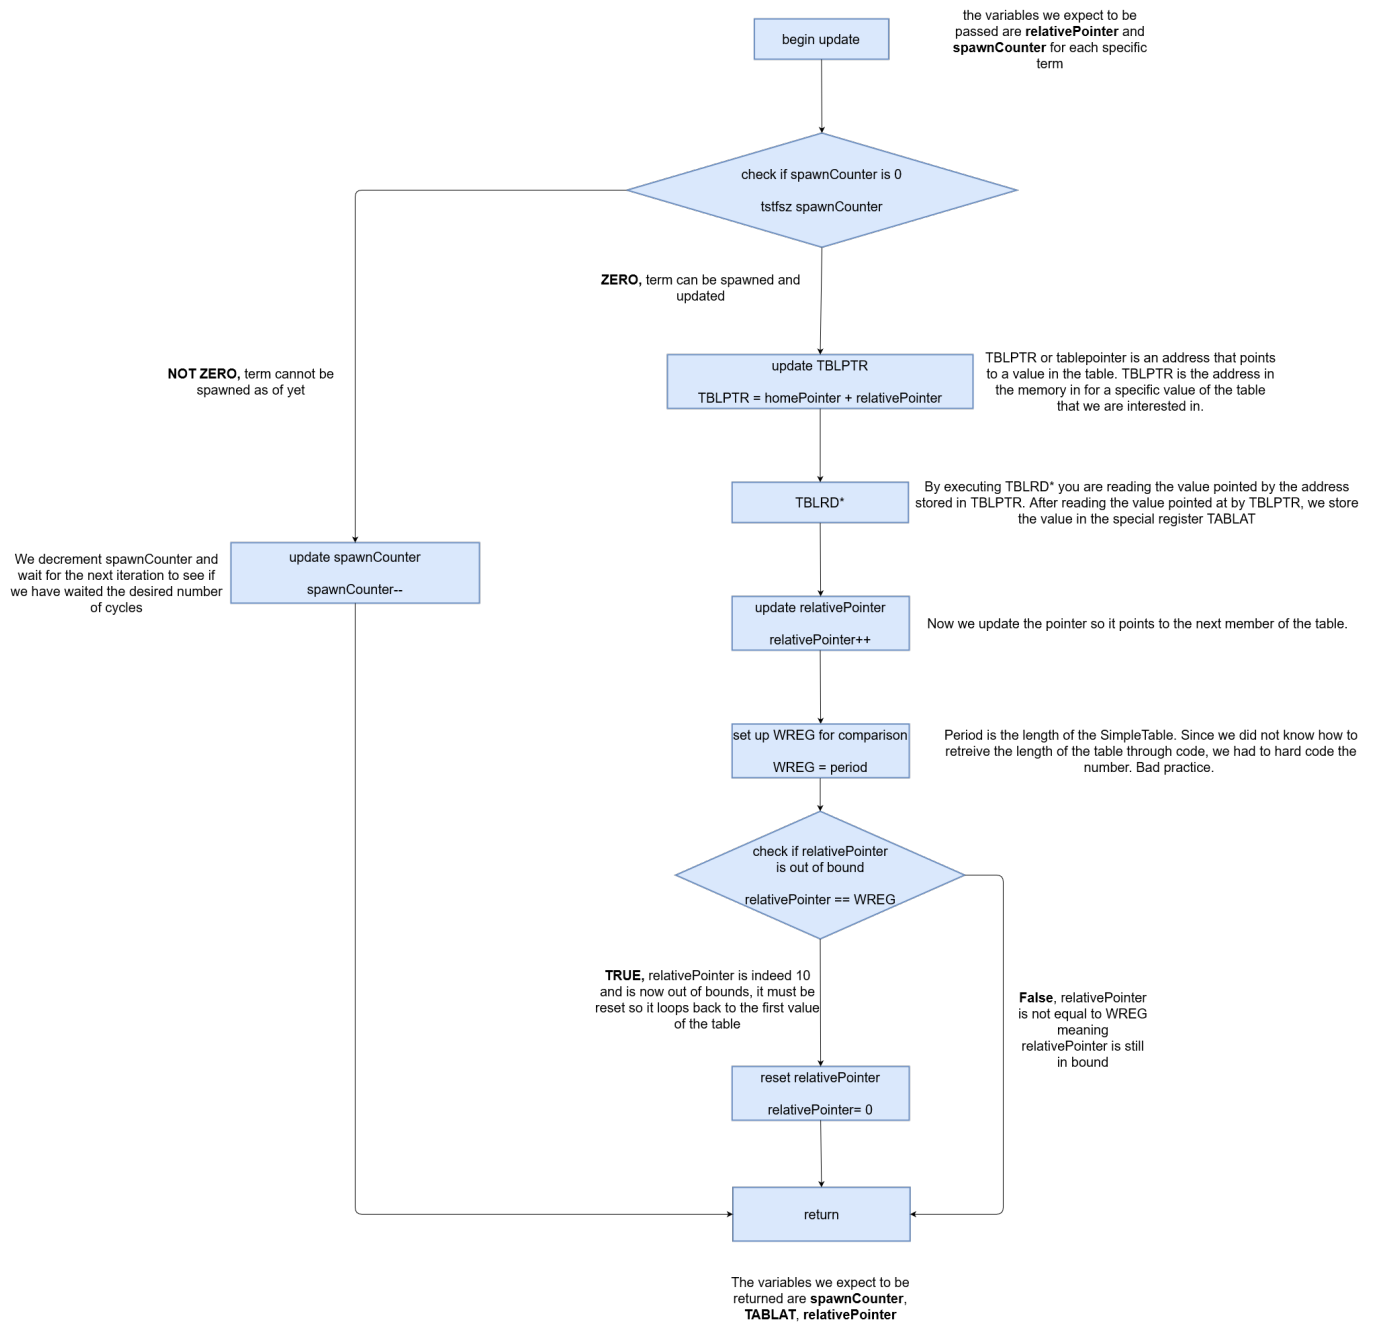 begin update
the variables we expect to be
passed are relativePointer and
spawnCounter for each specific
term
check if spawnCounter is 0
tstfsz spawnCounter
ZERO, term can be spawned and
updated
NOT ZERO, term cannot be
spawned as of yet
update TBLPTR
TBLPTR = homePointer + relativePointer
TBLPTR or tablepointer is an address that points
to a value in the table. TBLPTR is the address in
the memory in for a specific value of the table
that we are interested in.
TBLRD*
By executing TBLRD* you are reading the value pointed by the address
stored in TBLPTR. After reading the value pointed at by TBLPTR, we store
the value in the special register TABLAT
We decrement spawnCounter and
wait for the next iteration to see if
we have waited the desired number
of cycles
update spawnCounter
spawnCounter--
update relativePointer
relativePointer++
Now we update the pointer so it points to the next member of the table.
set up WREG for comparison
WREG = period
Period is the length of the SimpleTable. Since we did not know how to
retreive the length of the table through code, we had to hard code the
number. Bad practice.
check if relativePointer
is out of bound
relativePointer == WREG
TRUE, relativePointer is indeed 10
and is now out of bounds, it must be
reset so it loops back to the first value
of the table
False, relativePointer
is not equal to WREG
meaning
relativePointer is still
in bound
reset relativePointer
relativePointer= 0
return
The variables we expect to be
returned are spawnCounter,
TABLAT, relativePointer